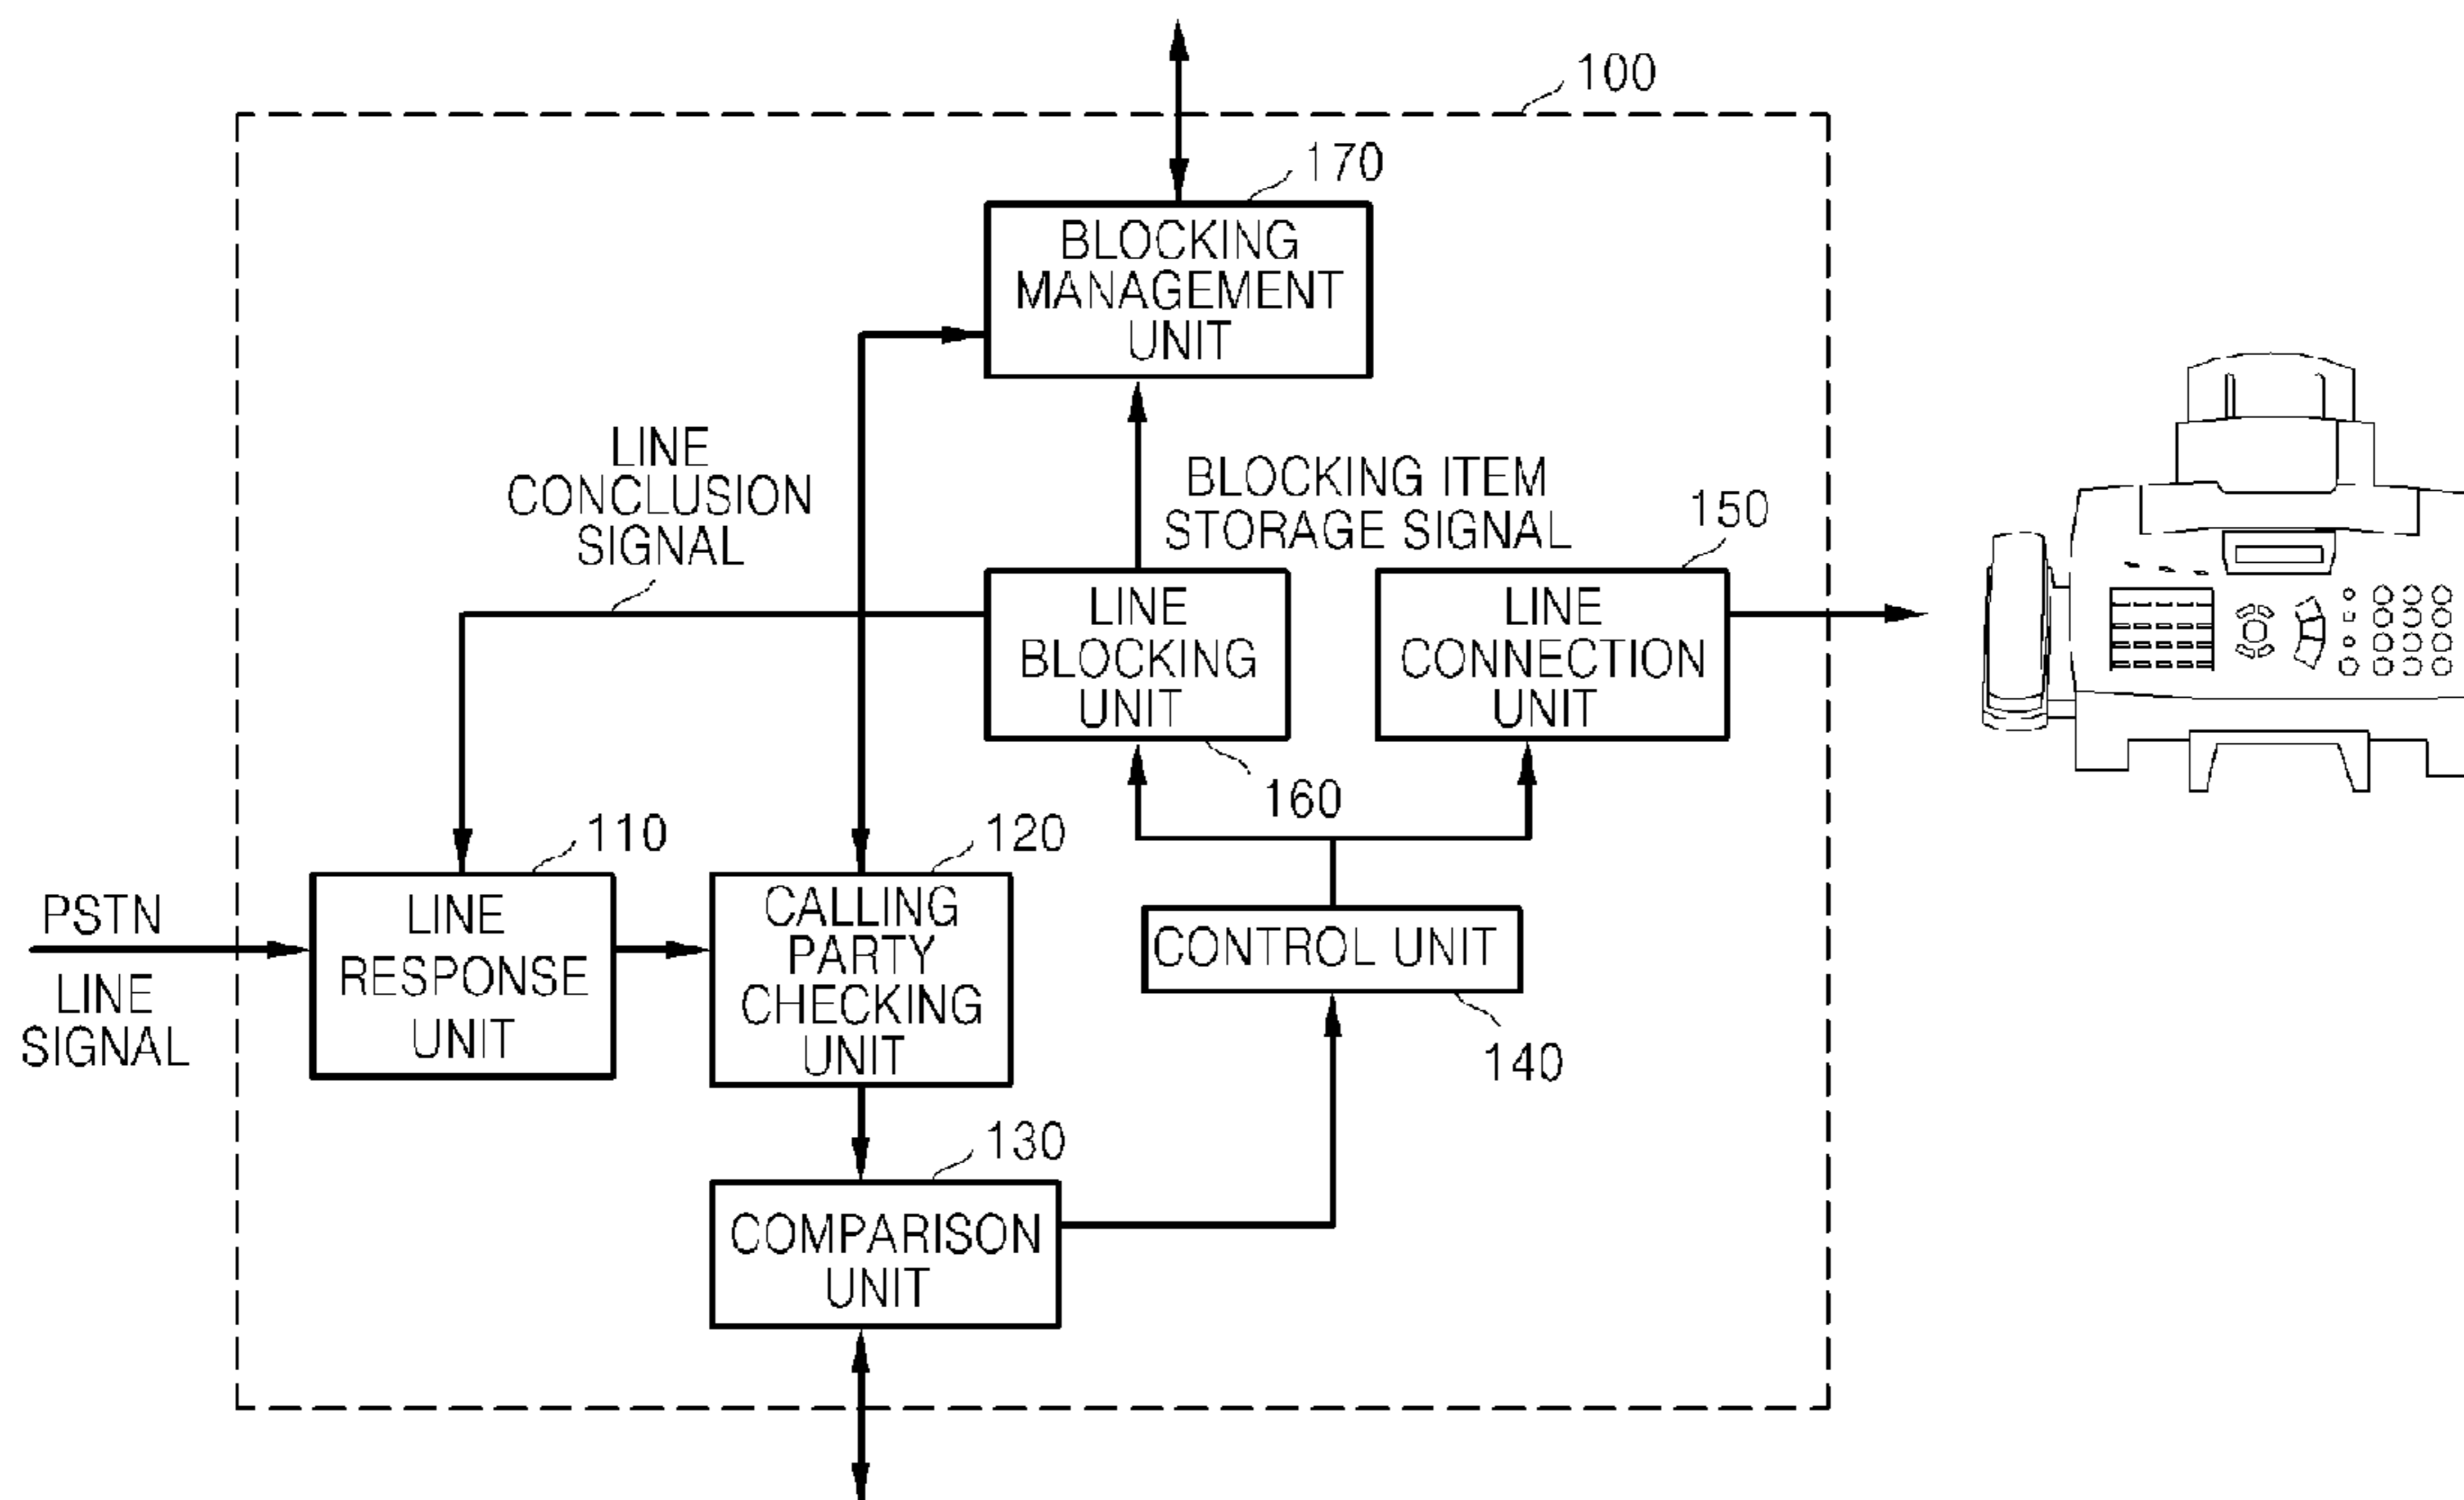 100
170
BLOCKING
MANAGEMENT
UNIT
LINE
CONCLUSION
SIGNAL
BLOCKING ITEM
STORAGE SIGNAL
150
LINE
BLOCKING
UNIT
LINE
CONNECTION
UNIT
160
110
120
PSTN
LINE
SIGNAL
LINE
RESPONSE
UNIT
CALLING
PARTY
CHECKING
UNIT
CONTROL UNIT
140
130
COMPARISON
UNIT